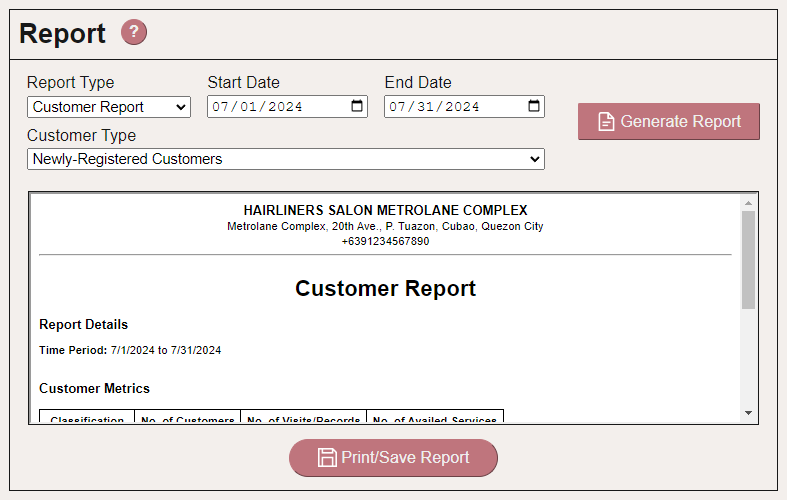 Report ?
Report Type Start Date End Date
Customer Report 07/01/2024 07/31/2024
Generate Report
Customer Type
Newly-Registered Customers
HAIRLINERS SALON METROLANE COMPLEX
Metrolane Complex, 20th Ave., P. Tuazon, Cubao, Quezon City
+6391234567890
Customer Report
Report Details
Time Period: 7/1/2024 to 7/31/2024
Customer Metrics
Classification No. of Customers No. of Visits/Records No. of Availed Services
Print/Save Report